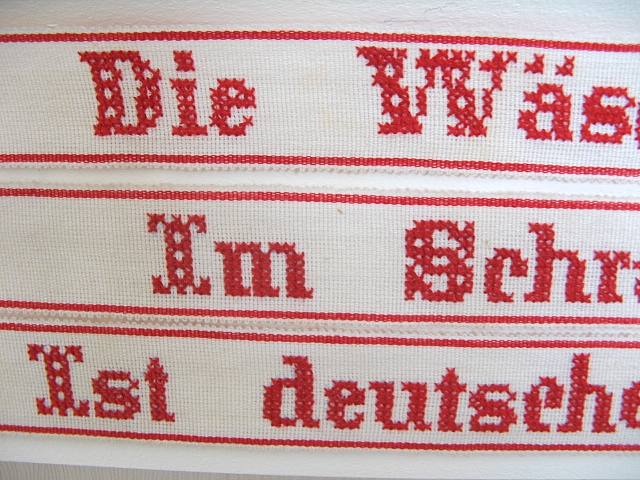 Die Wäs
Im Schr
Ist deutsche